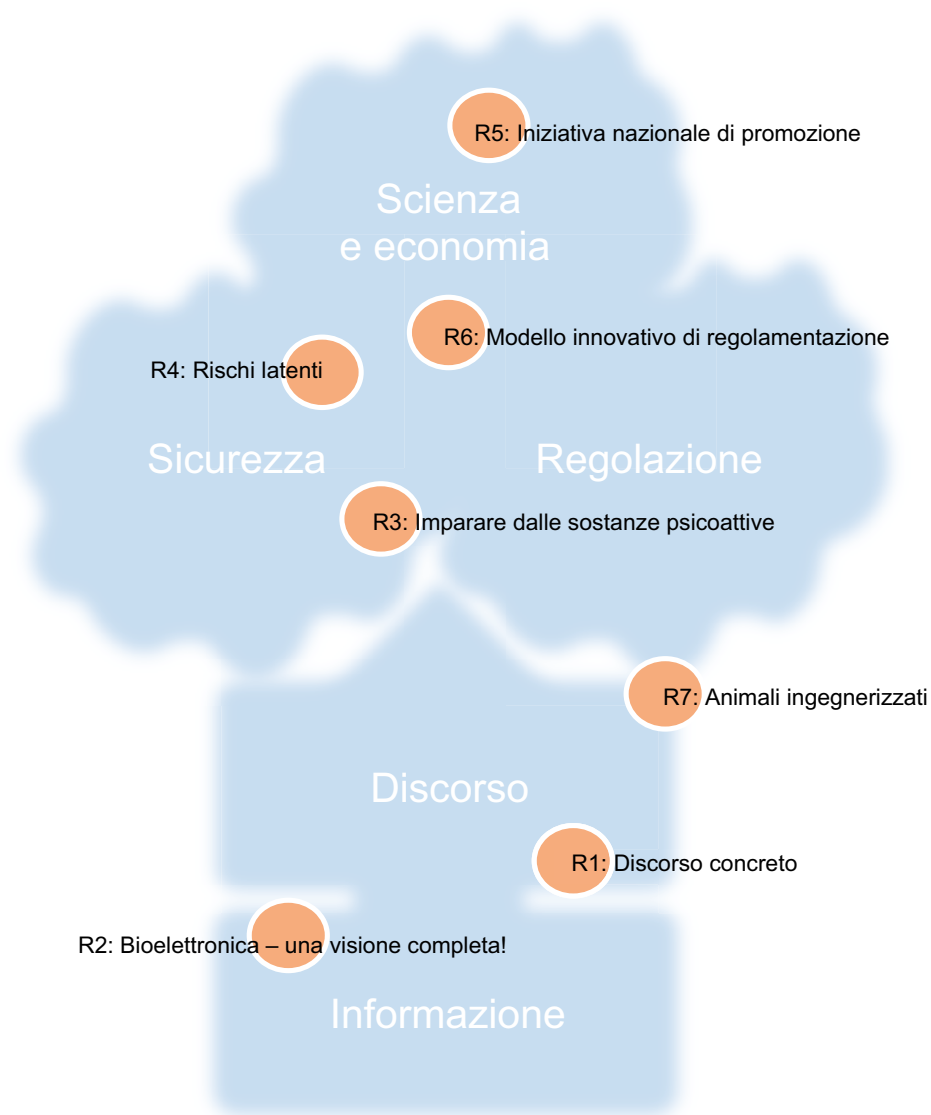 R5: Iniziativa nazionale di promozione
Scienza
e economia
R6: Modello innovativo di regolamentazione
R4: Rischi latenti
Sicurezza
Regolazione
R3: Imparare dalle sostanze psicoattive
R7: Animali ingegnerizzati
Discorso
R1: Discorso concreto
R2: Bioelettronica – una visione completa!
Informazione